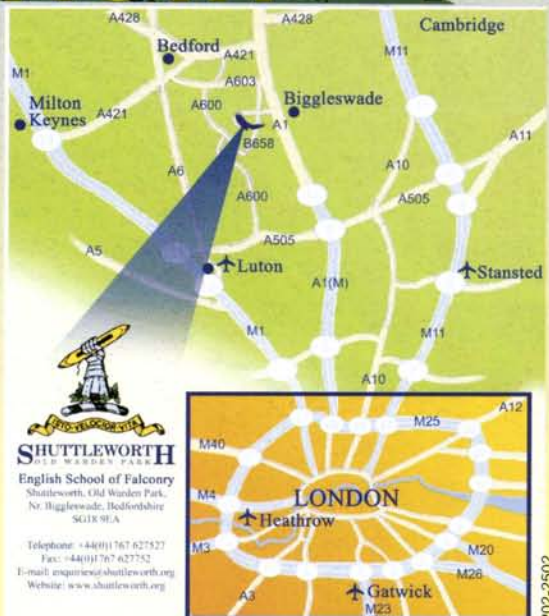 A428
A428
Cambridge
M11
Bedford
A421
M1
A603
A600
Biggleswade
Milton
Keynes
A421
A1
A11
B658
A10
A6
A600
A505
A505
A5
Luton
Stansted
A1(M)
M1
M11
A10
LETO VELOCIOR VITA
SHUTTLEWORTH
OLD WARDEN PARK
English School of Falconry
Shuttleworth, Old Warden Park,
Nr. Biggleswade, Bedfordshire
SG18 9EA
Telephone: +44(0)1767 627527
Fax: +44(0)1767 627752
E-mail: enquiries@shuttleworth.org
Website: www.shuttleworth.org
A12
M25
M40
M4
LONDON
Heathrow
M3
M20
M26
Gatwick
A3
M23